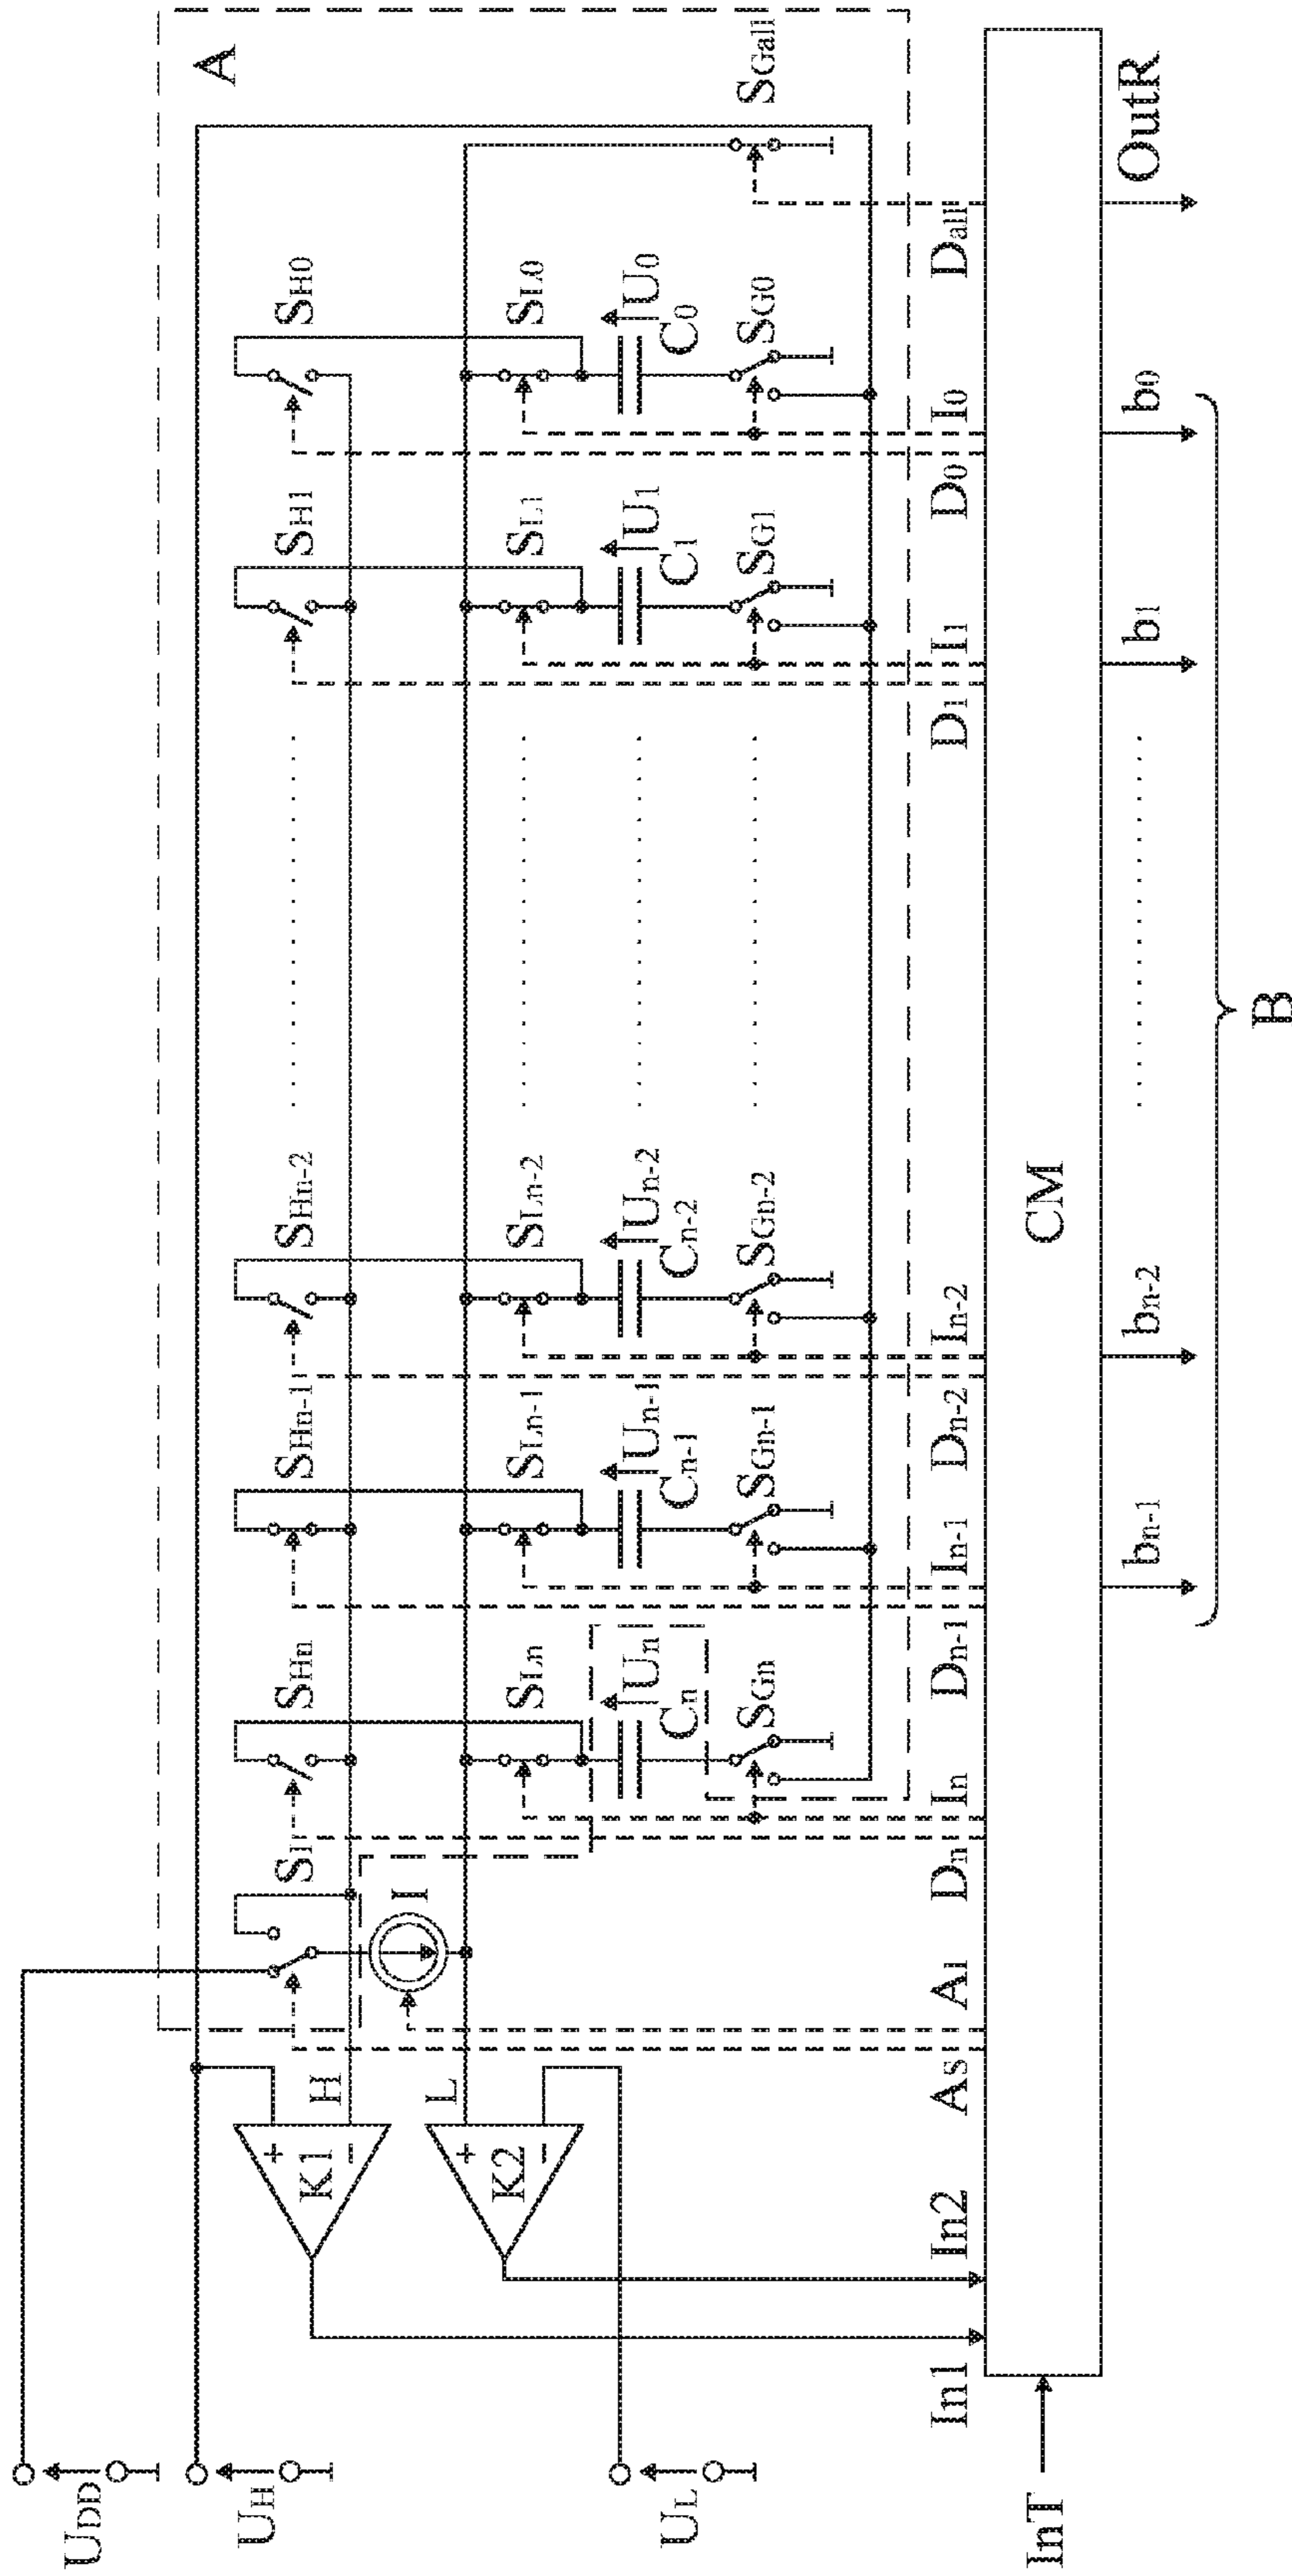 UDD
UH
UL
A
K1
+
−
H
K2
+
−
L
SI
I
SHn
SHn-1
SHn-2
SH1
SH0
SLn
SLn-1
SLn-2
SL1
SL0
Un
Un-1
Un-2
U1
U0
Cn
Cn-1
Cn-2
C1
C0
SGn
SGn-1
SGn-2
SG1
SG0
SGall
In1
In2
AS
AI
Dn
In
Dn-1
In-1
Dn-2
In-2
D1
I1
D0
I0
Dall
InT
CM
bn-1
bn-2
b1
b0
OutR
B